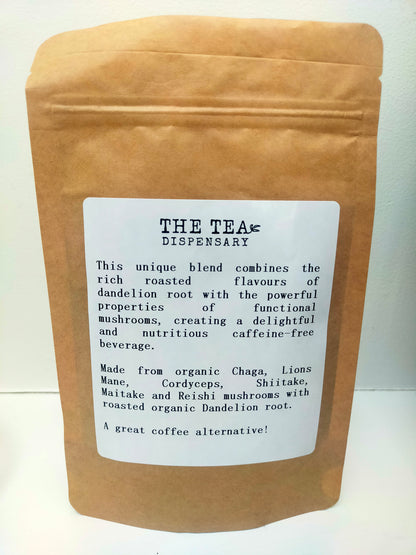 THE TEA
DISPENSARY
This unique blend combines the
rich roasted flavours of
dandelion root with the powerful
properties of functional
mushrooms, creating a delightful
and nutritious caffeine-free
beverage.
Made from organic Chaga, Lions
Mane, Cordyceps, Shiitake,
Maitake and Reishi mushrooms with
roasted organic Dandelion root.
A great coffee alternative!